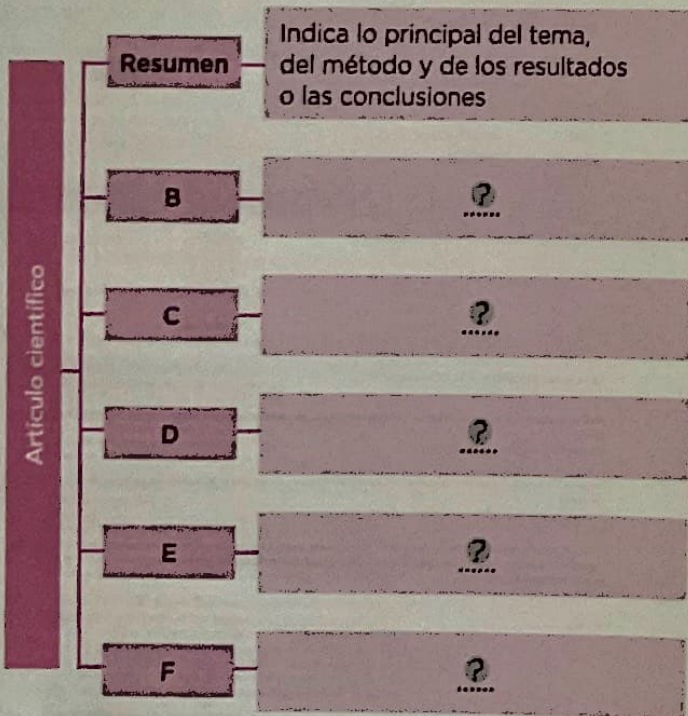 Artículo científico
Resumen
Indica lo principal del tema,
del método y de los resultados
o las conclusiones
B
?
C
?
D
?
E
?
F
?